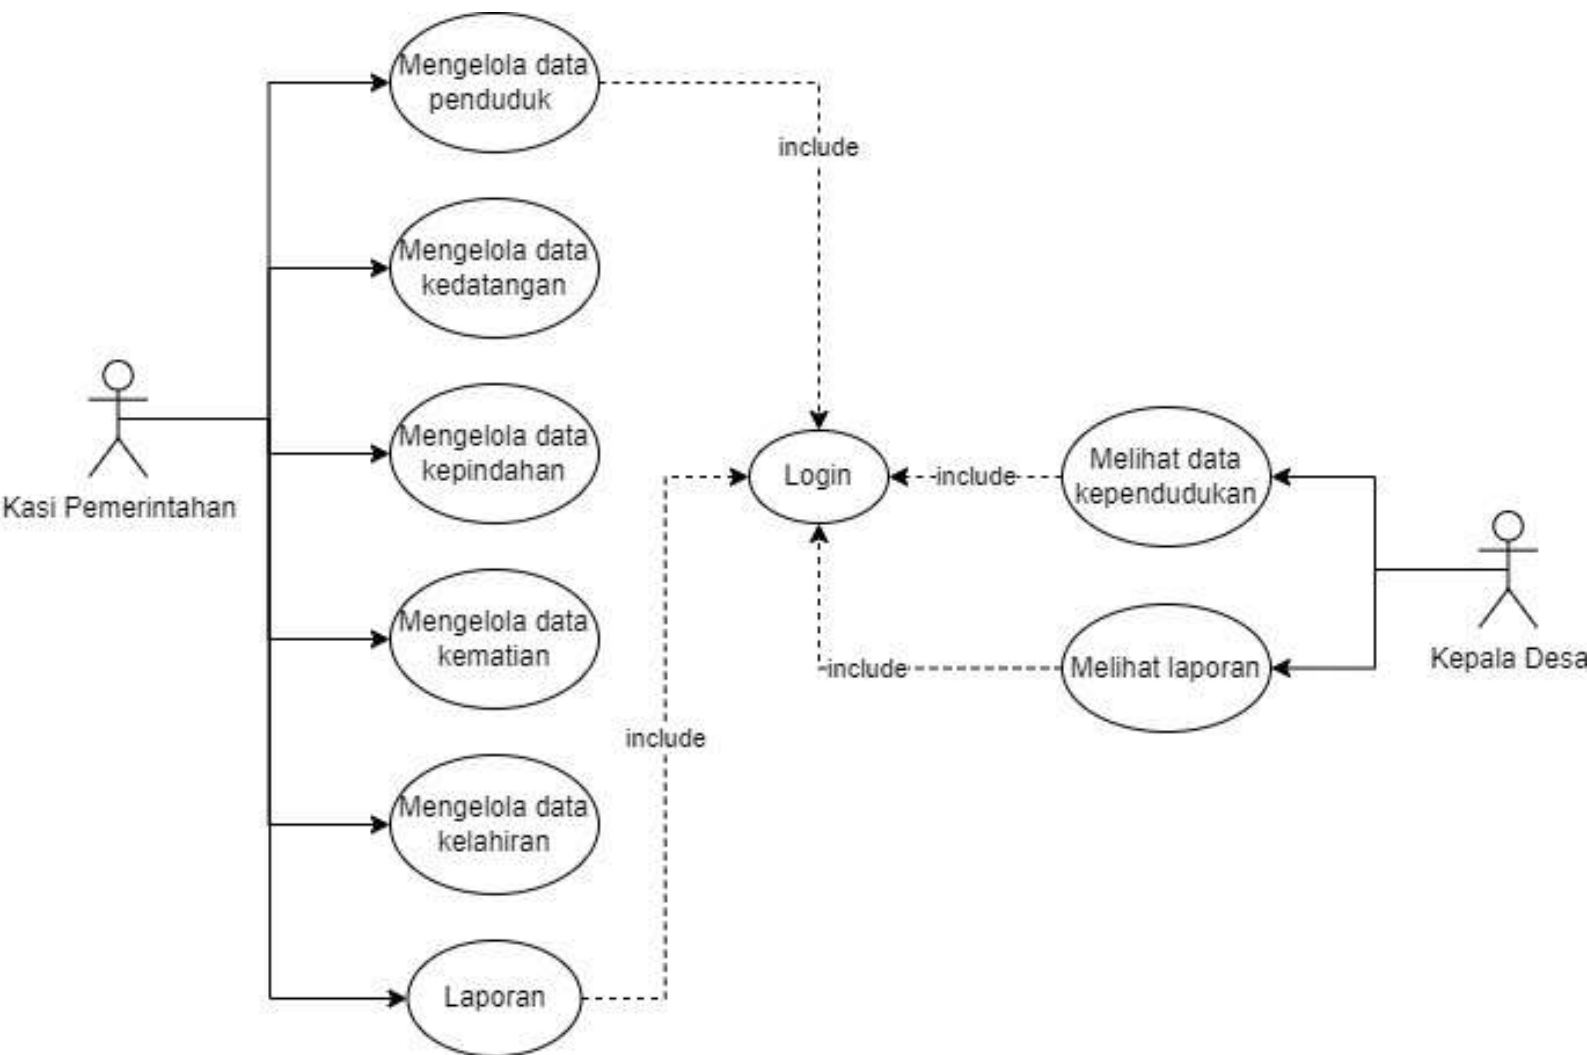 Mengelola data
penduduk
include
Mengelola data
kedatangan
Mengelola data
kepindahan
Kasi Pemerintahan
Login
include
Melihat data
kependudukan
include
Melihat laporan
Kepala Desa
Mengelola data
kematian
include
Mengelola data
kelahiran
Laporan